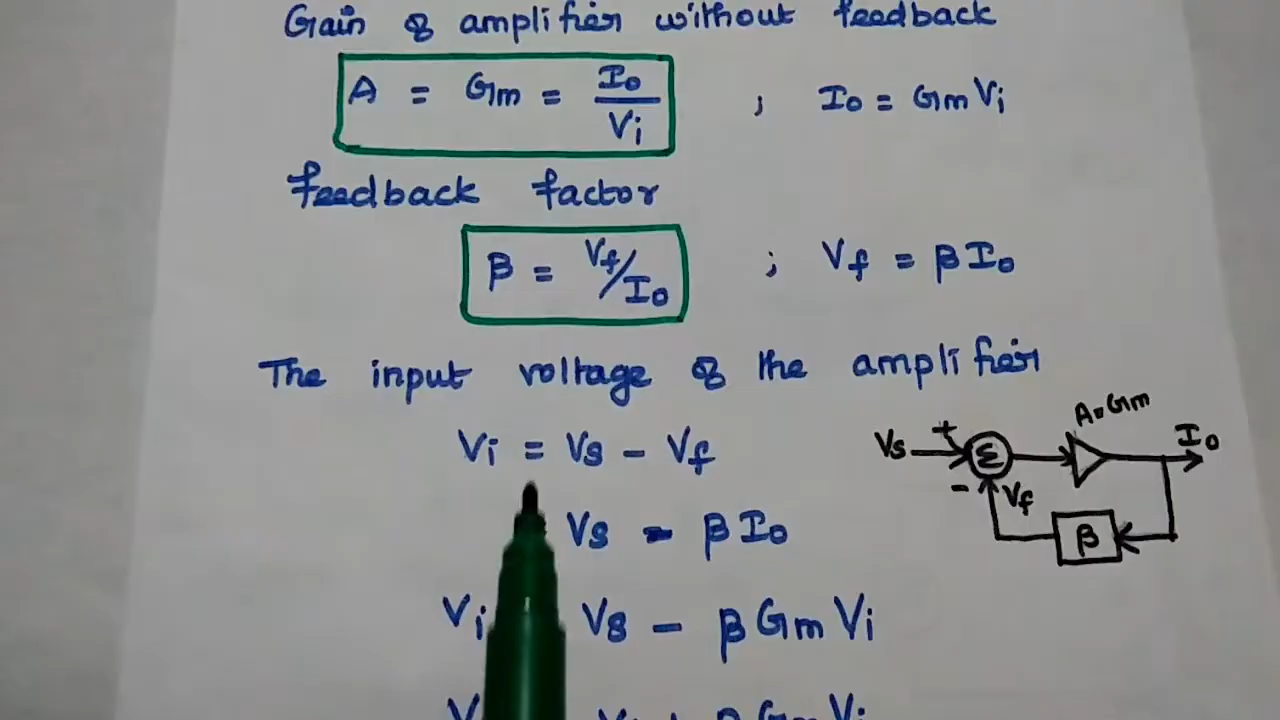 Gain of amplifier without feedback
A = Gm = Io/Vi ; Io = GmVi
feedback factor
β = Vf/Io ; Vf = βIo
The input voltage of the amplifier
Vi = Vs - Vf
Vs - βIo
Vi Vs - βGmVi
βGmVi
A=Gm
Vs + Σ Io
- Vf
β